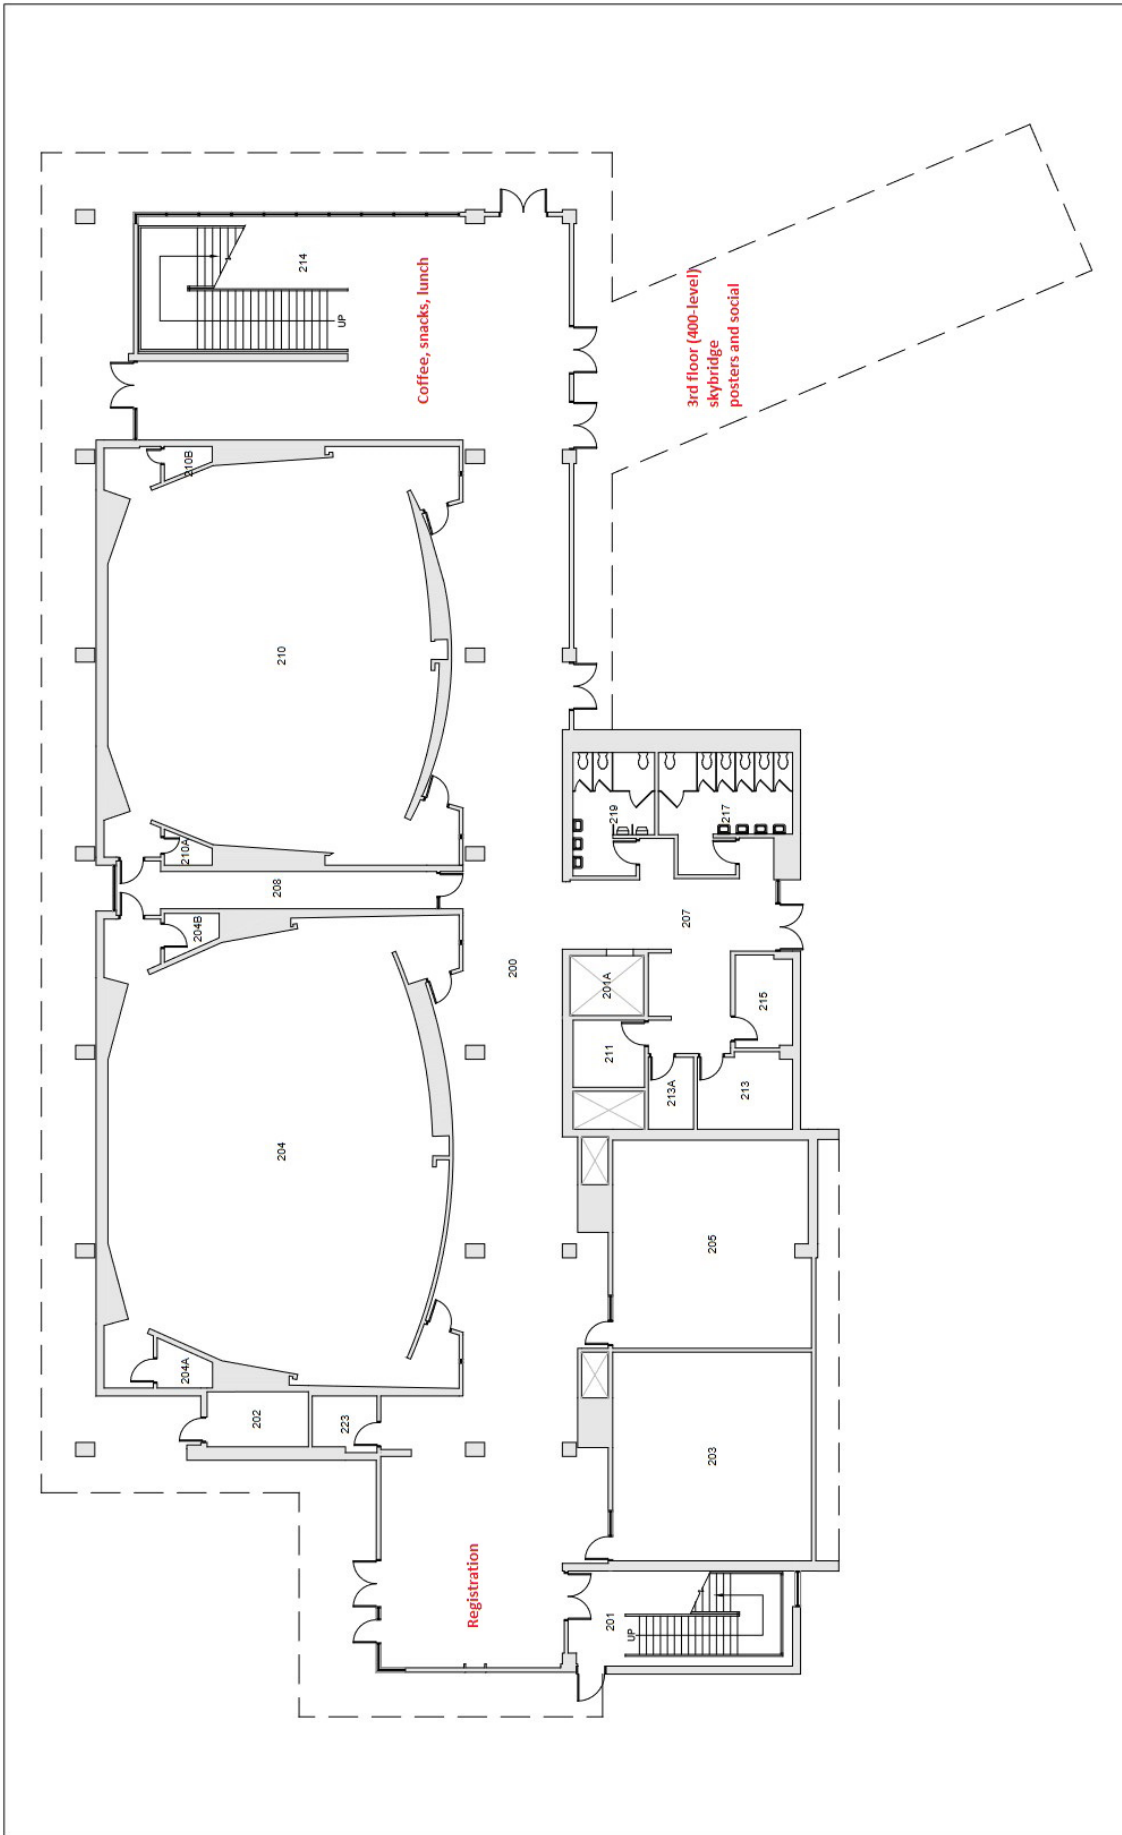 214
UP
Coffee, snacks, lunch
3rd floor (400-level)
skybridge
posters and social
210B
210
210A
208
204B
219
217
207
200
201A
215
211
213A
213
204
205
204A
202
223
203
Registration
201
UP